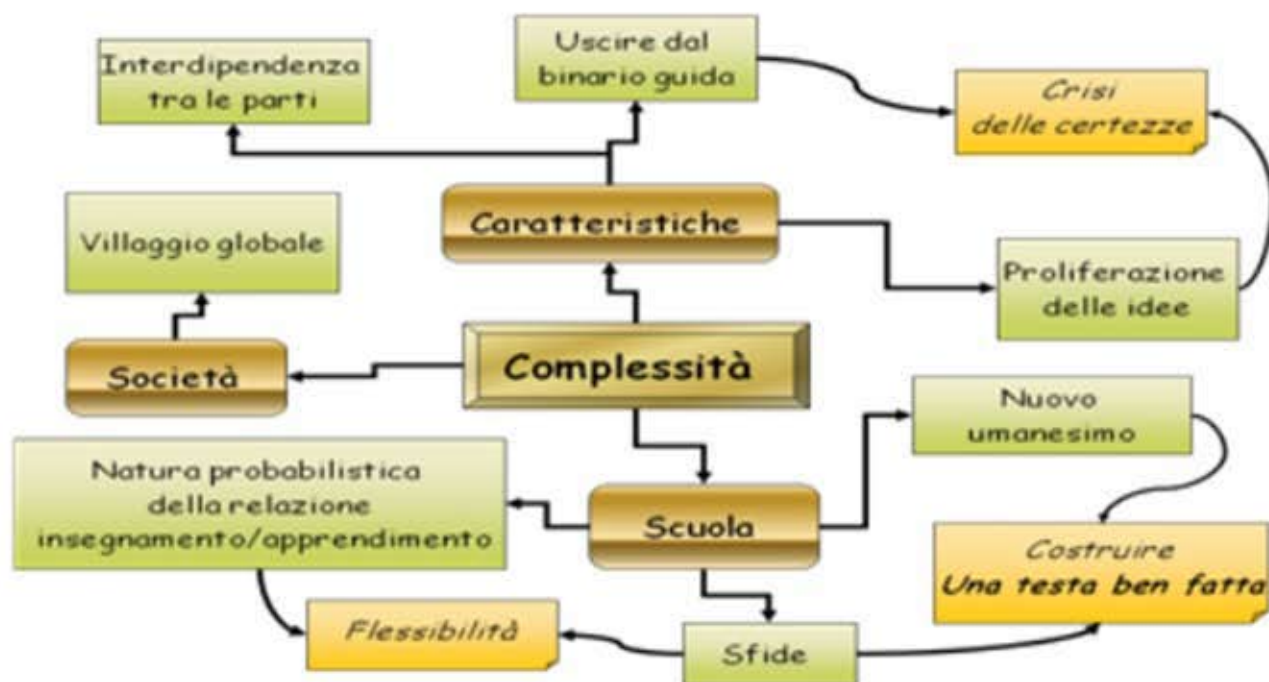 Interdipendenza
tra le parti
Uscire dal
binario guida
Crisi
delle certezze
Villaggio globale
Caratteristiche
Proliferazione
delle idee
Società
Complessità
Nuovo
umanesimo
Natura probabilistica
della relazione
insegnamento/apprendimento
Scuola
Costruire
Una testa ben fatta
Flessibilità
Sfide